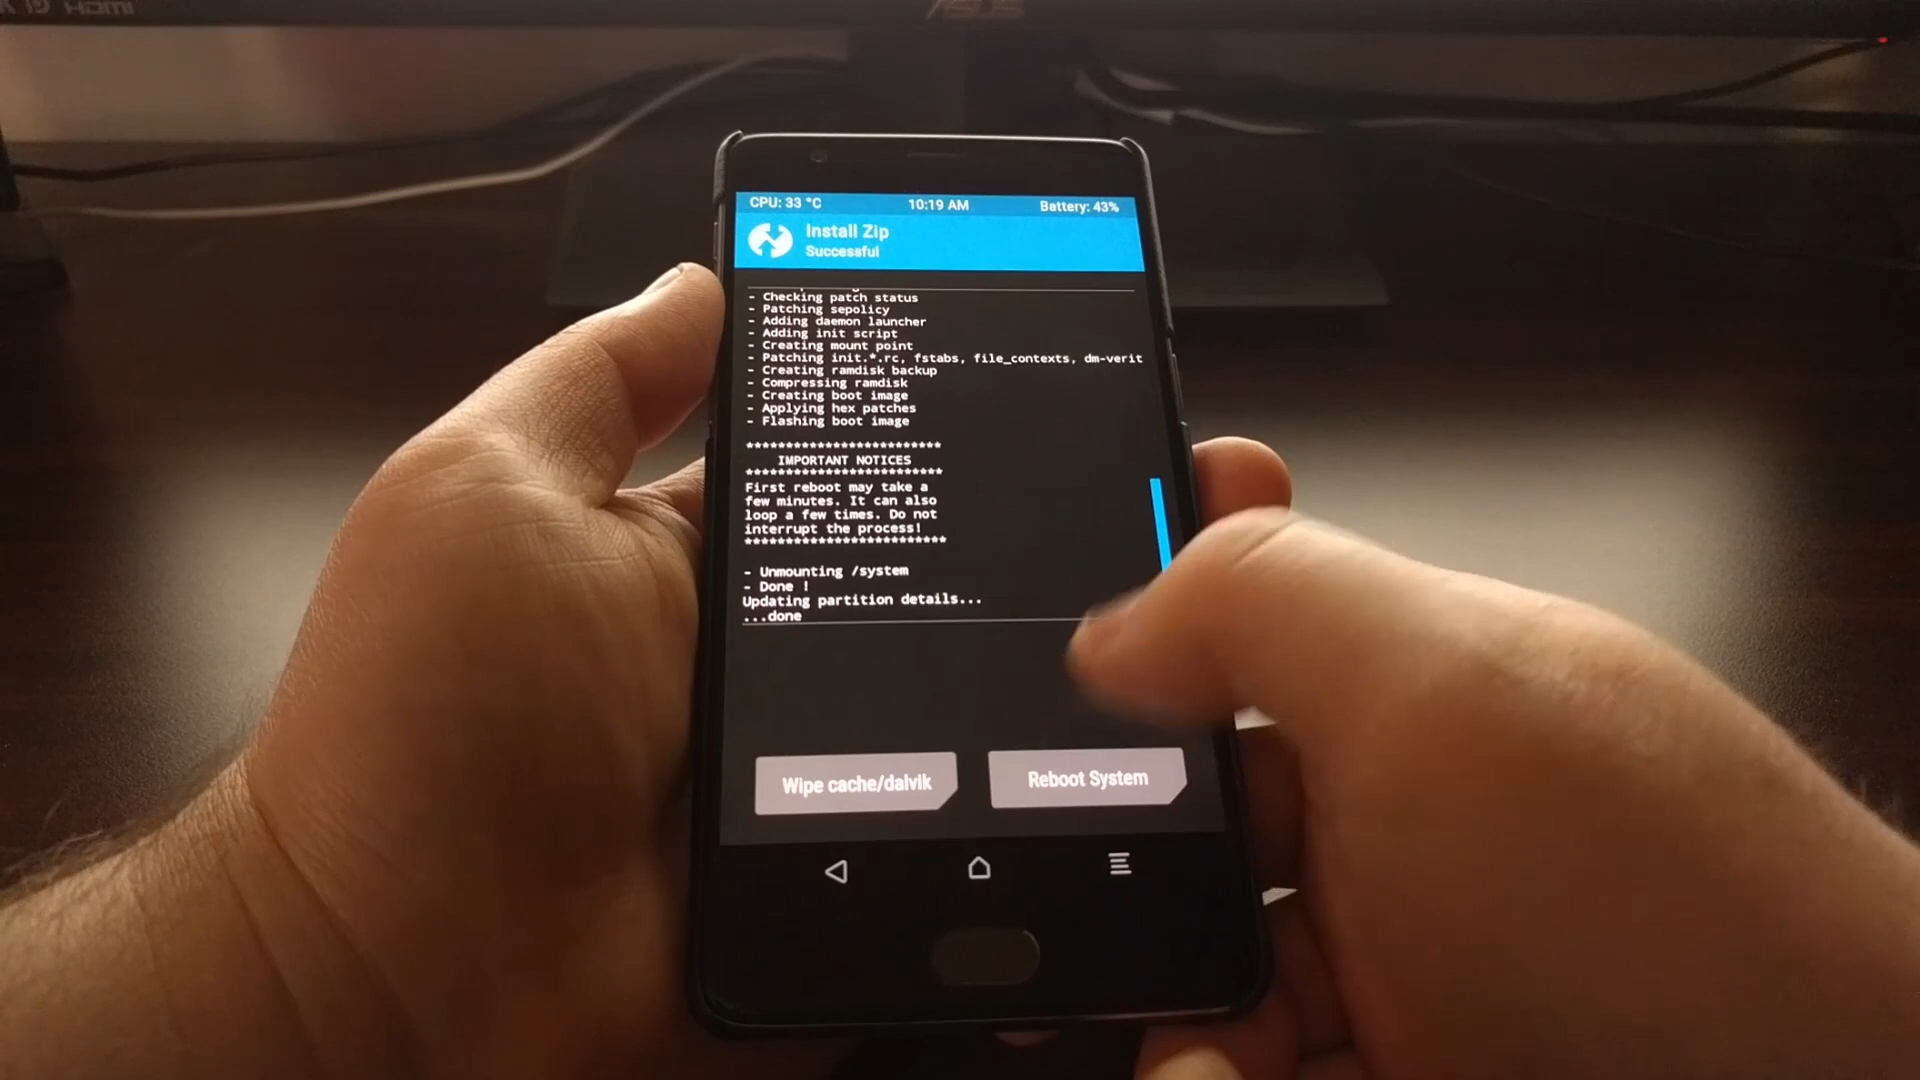 HDMI
ASUS
CPU: 33 °C
10:19 AM
Battery: 43%
Install Zip
Successful
- Checking patch status
- Patching sepolicy
- Adding daemon launcher
- Adding init script
- Creating mount point
- Patching init.*.rc, fstabs, file_contexts, dm-verit
- Creating ramdisk backup
- Compressing ramdisk
- Creating boot image
- Applying hex patches
- Flashing boot image
*************************
IMPORTANT NOTICES
*************************
First reboot may take a
few minutes. It can also
loop a few times. Do not
interrupt the process!
*************************
- Unmounting /system
- Done !
Updating partition details...
...done
Wipe cache/dalvik
Reboot System